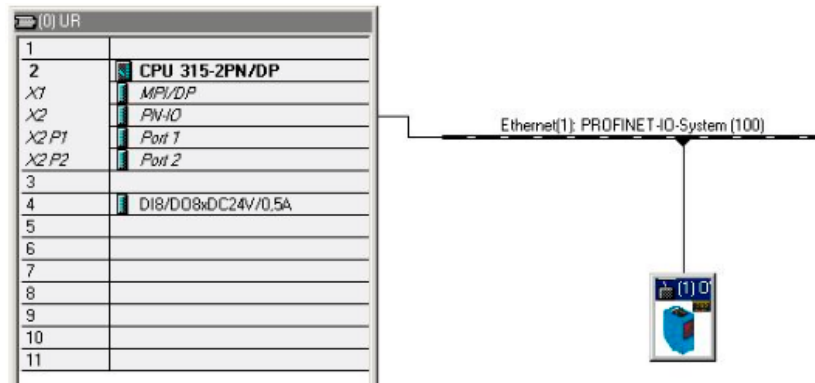 (0) UR
1
2 CPU 315-2PN/DP
X1 MPI/DP
X2 PN-IO
X2 P1 Port 1
X2 P2 Port 2
3
4 DI8/DO8xDC24V/0,5A
5
6
7
8
9
10
11
Ethernet(1): PROFINET-IO-System (100)
(1) O